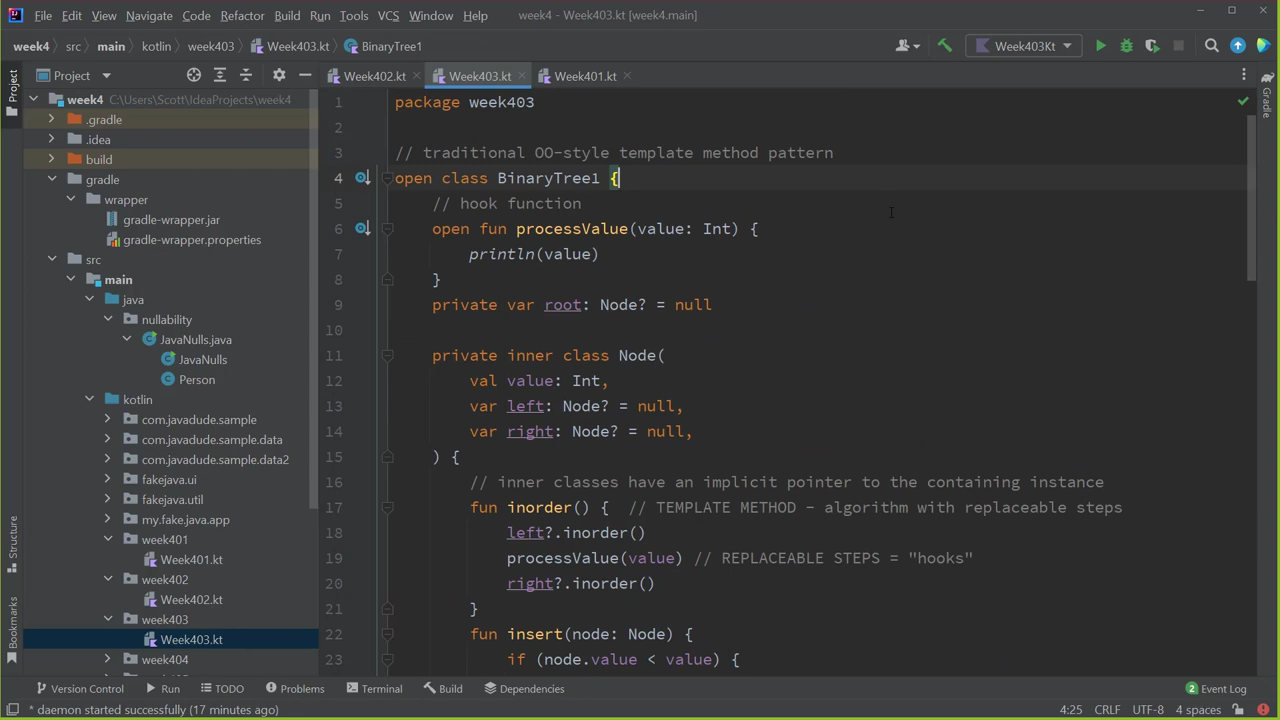 File Edit View Navigate Code Refactor Build Run Tools VCS Window Help week4 - Week403.kt [week4.main]
week4 src main kotlin week403 Week403.kt BinaryTree1 Week403Kt
Project
Week402.kt Week403.kt Week401.kt
week4 C:\Users\Scott\IdeaProjects\week4
.gradle
.idea
build
gradle
wrapper
gradle-wrapper.jar
gradle-wrapper.properties
src
main
java
nullability
JavaNulls.java
JavaNulls
Person
kotlin
com.javadude.sample
com.javadude.sample.data
com.javadude.sample.data2
fakejava.ui
fakejava.util
my.fake.java.app
week401
Week401.kt
week402
Week402.kt
week403
Week403.kt
week404
1 package week403
2
3 // traditional OO-style template method pattern
4 open class BinaryTree1 {
5 // hook function
6 open fun processValue(value: Int) {
7 println(value)
8 }
9 private var root: Node? = null
10
11 private inner class Node(
12 val value: Int,
13 var left: Node? = null,
14 var right: Node? = null,
15 ) {
16 // inner classes have an implicit pointer to the containing instance
17 fun inorder() { // TEMPLATE METHOD - algorithm with replaceable steps
18 left?.inorder()
19 processValue(value) // REPLACEABLE STEPS = "hooks"
20 right?.inorder()
21 }
22 fun insert(node: Node) {
23 if (node.value < value) {
Project
Structure
Bookmarks
Gradle
Version Control Run TODO Problems Terminal Build Dependencies 2 Event Log
* daemon started successfully (17 minutes ago) 4:25 CRLF UTF-8 4 spaces